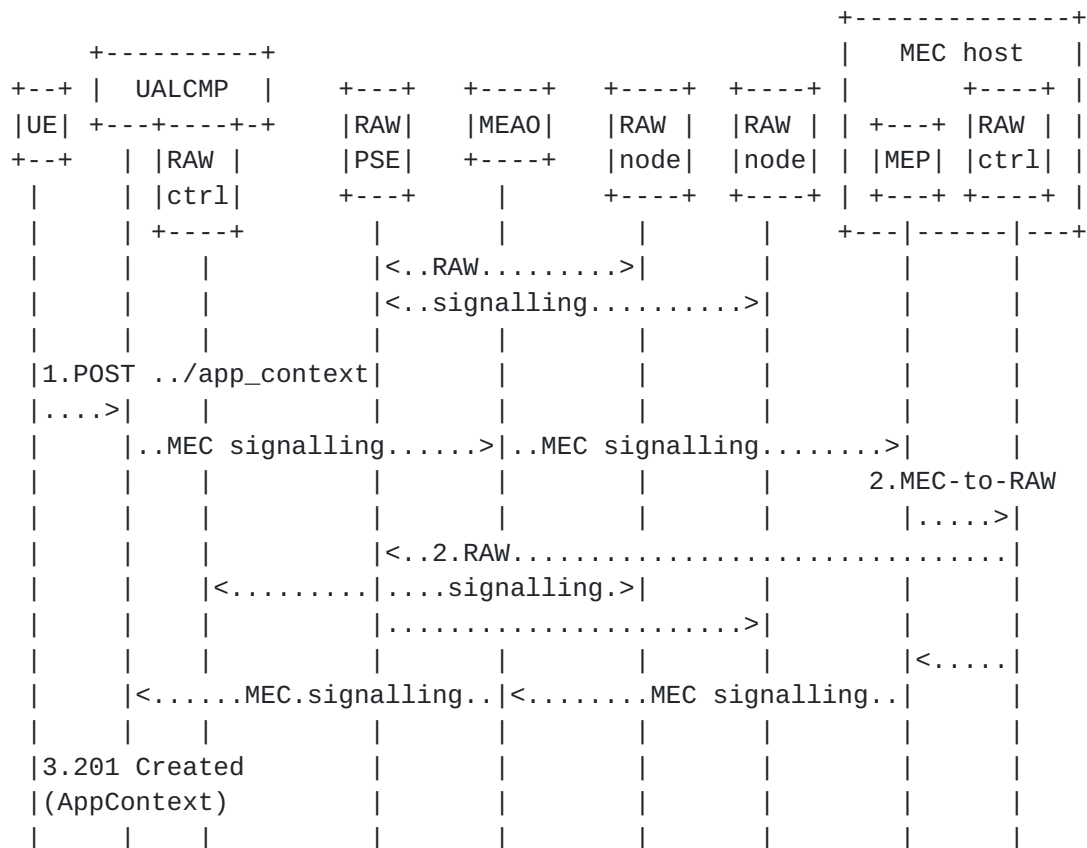 MEC host
UALCMP
UE RAW MEAO RAW RAW RAW
RAW PSE node node MEP ctrl
ctrl
<..RAW.........>
<..signalling..........>
1.POST ../app_context
....>
..MEC signalling......> ..MEC signalling........>
2.MEC-to-RAW
.....>
<..2.RAW................................
<......... ....signalling.>
.......................>
<.....
<......MEC.signalling.. <........MEC signalling..
3.201 Created
(AppContext)